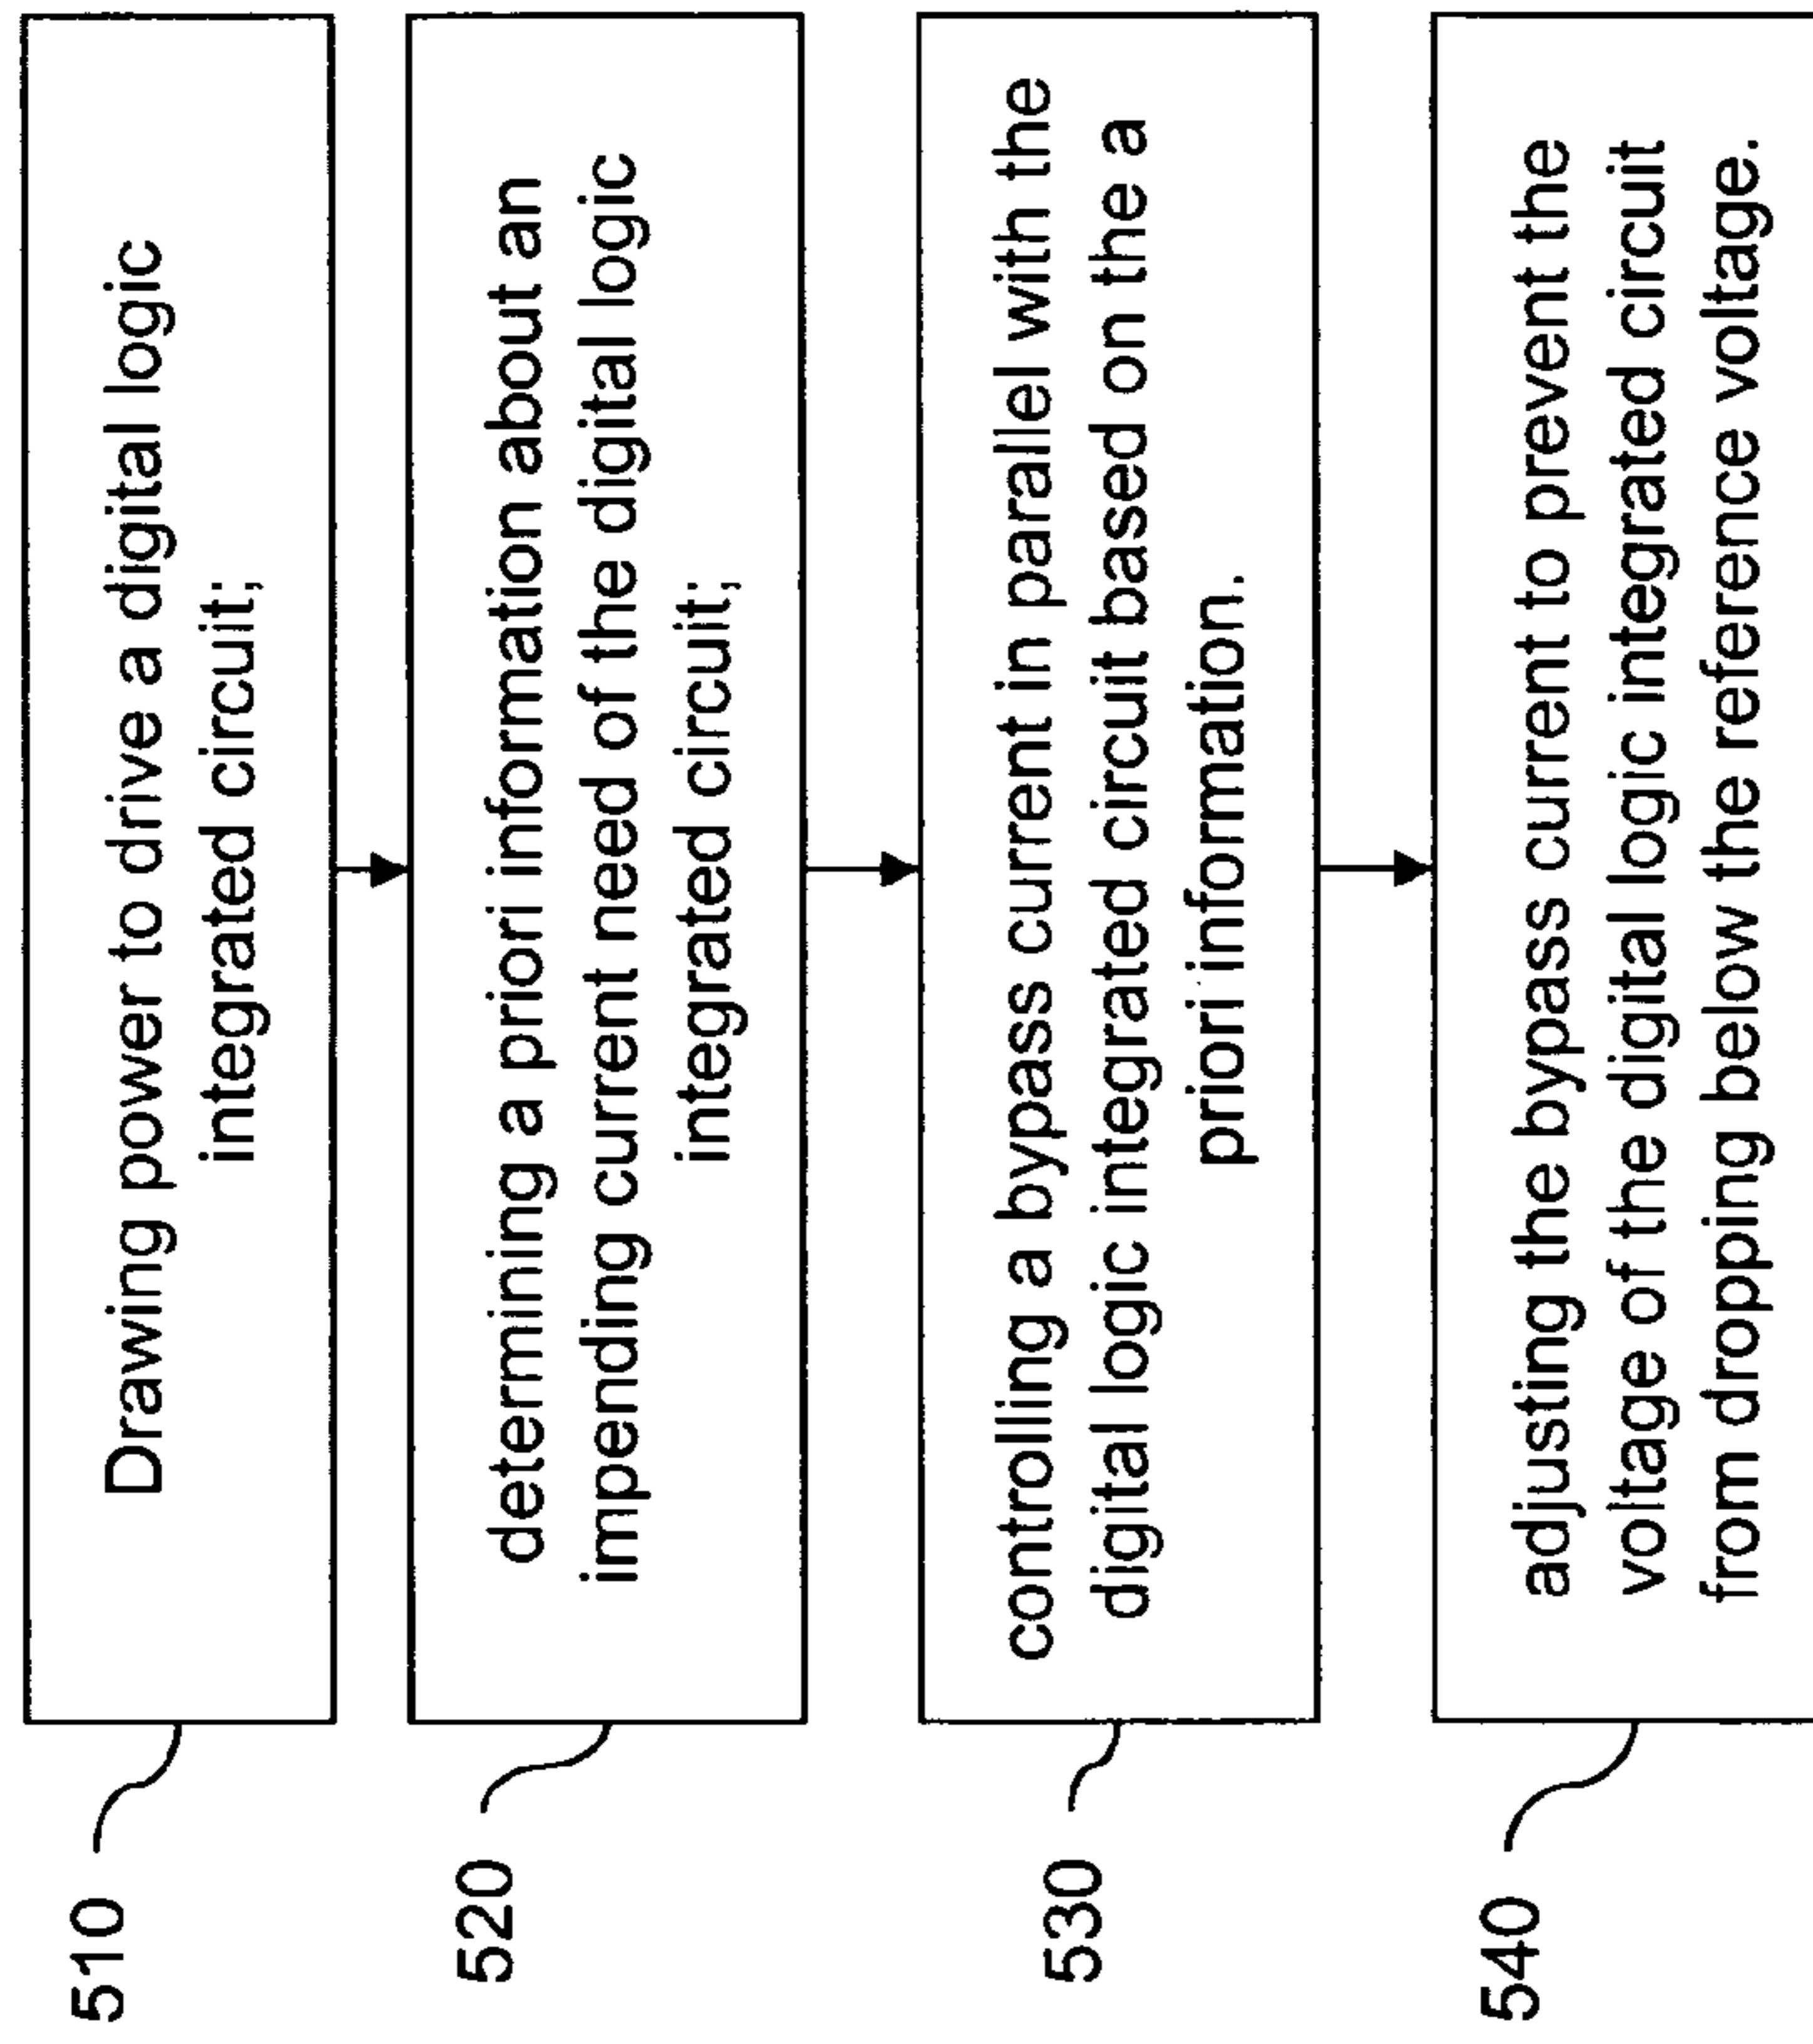 510
Drawing power to drive a digital logic
integrated circuit;
520
determining a priori information about an
impending current need of the digital logic
integrated circuit;
530
controlling a bypass current in parallel with the
digital logic integrated circuit based on the a
priori information.
540
adjusting the bypass current to prevent the
voltage of the digital logic integrated circuit
from dropping below the reference voltage.